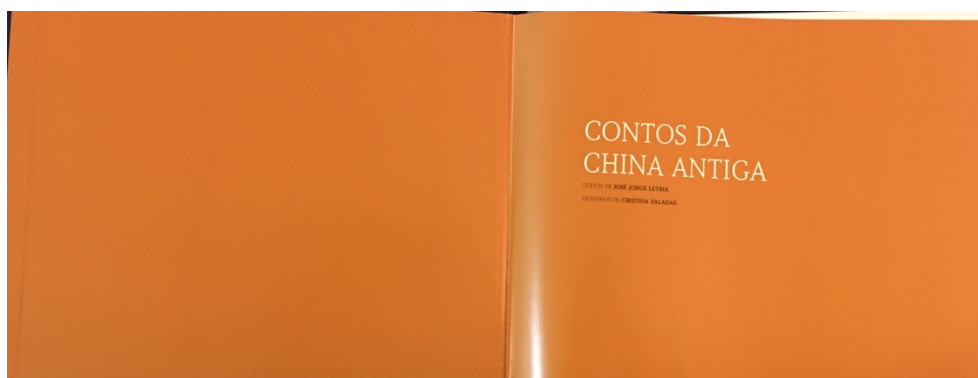 CONTOS DA
CHINA ANTIGA
TEXTOS DE JOSÉ JORGE LETRIA
DESENHOS DE CRISTINA VALADAS